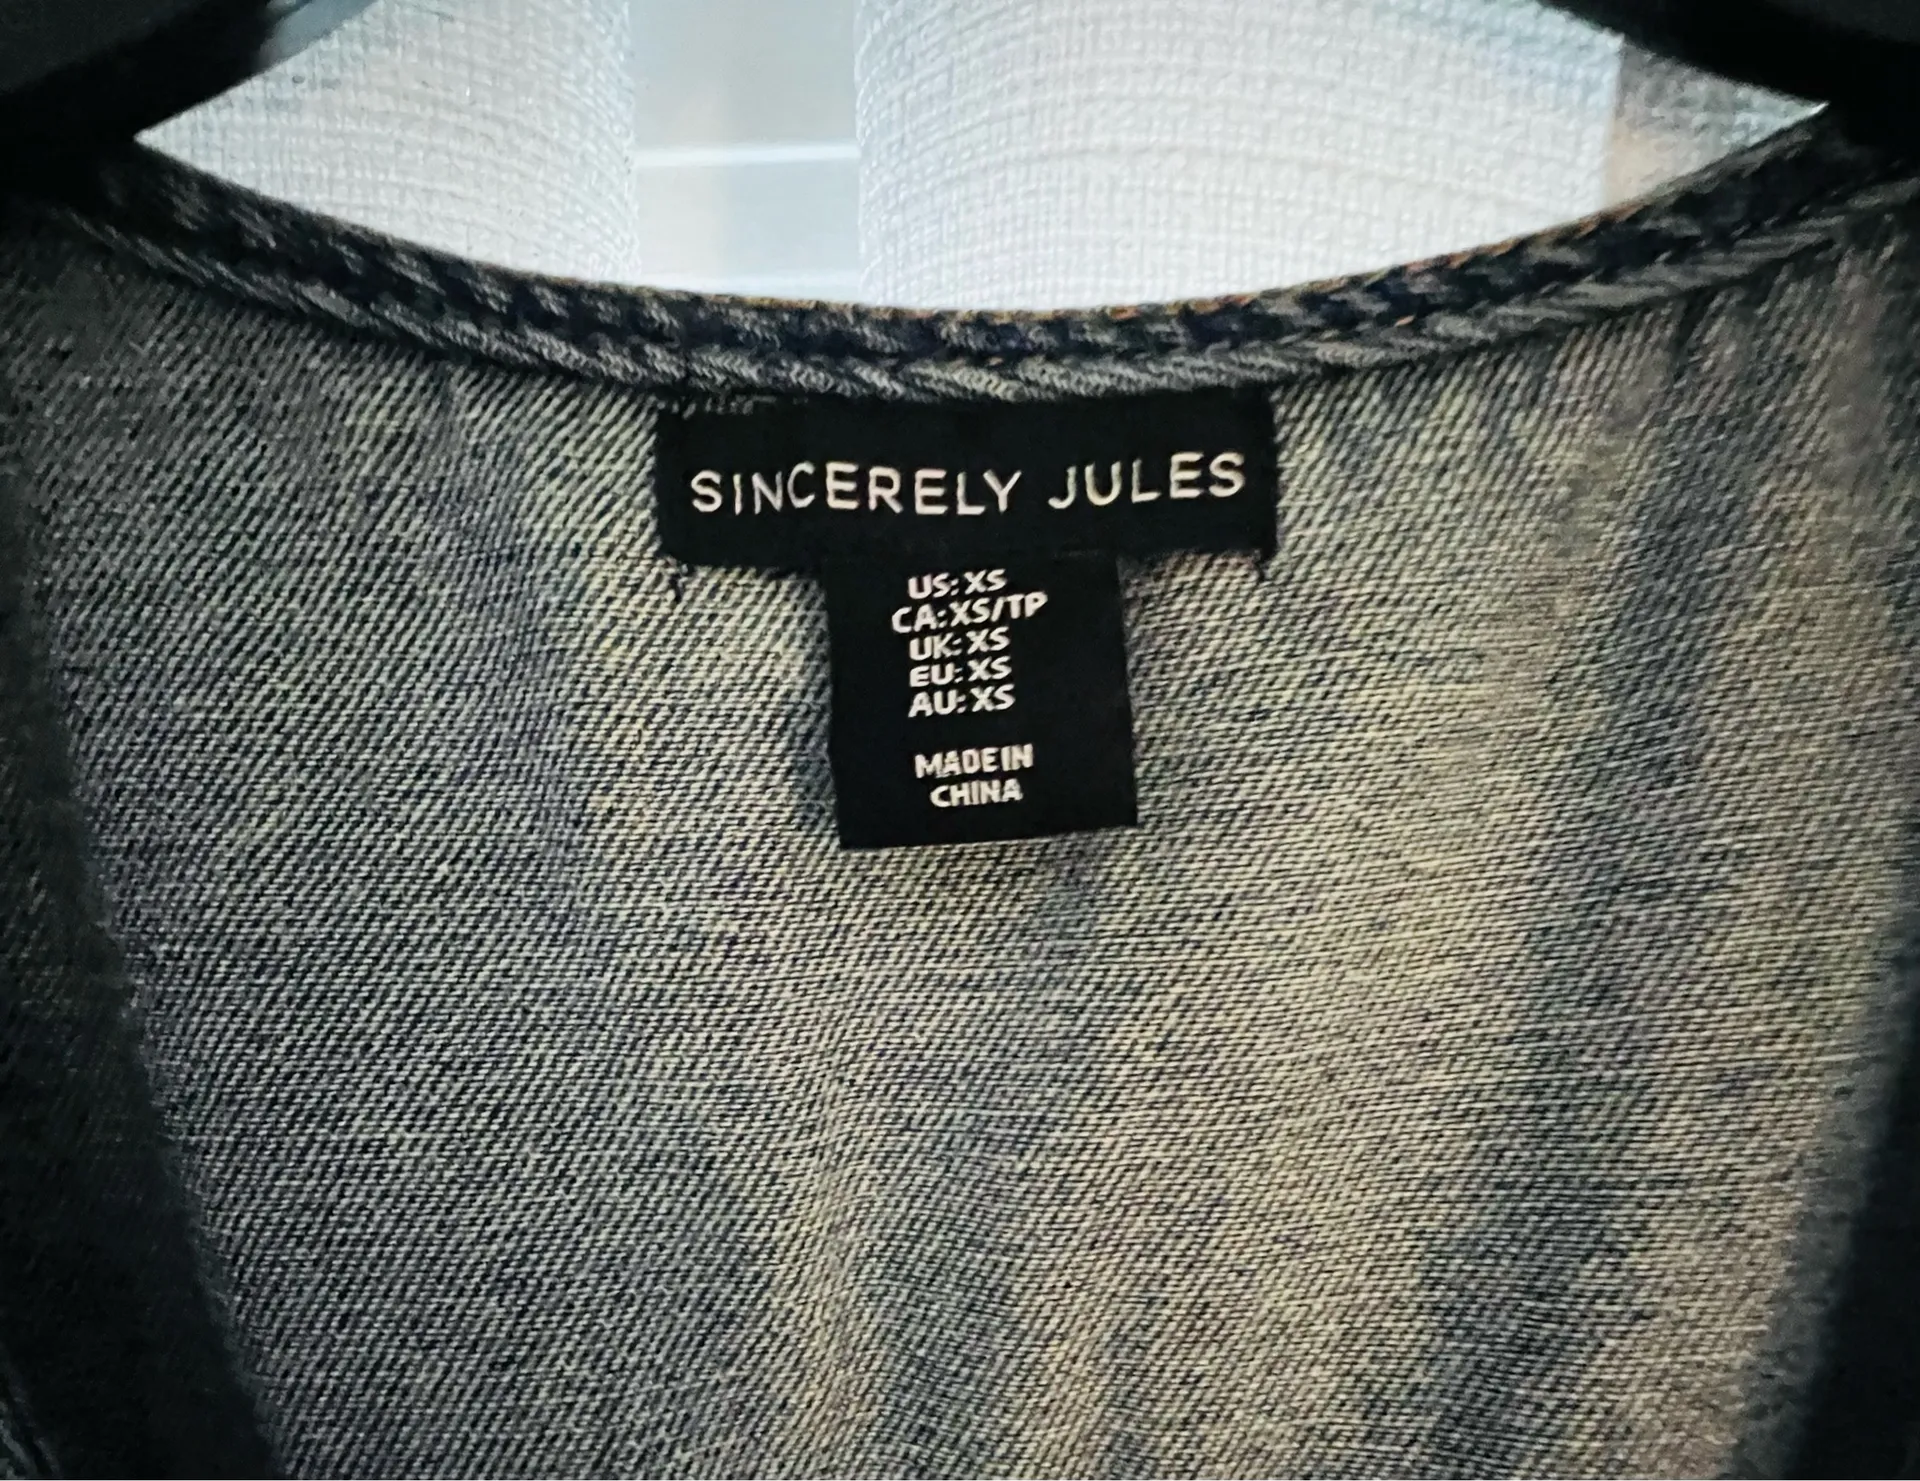 SINCERELY JULES
US: XS
CA: XS/TP
UK: XS
EU: XS
AU: XS
MADE IN
CHINA